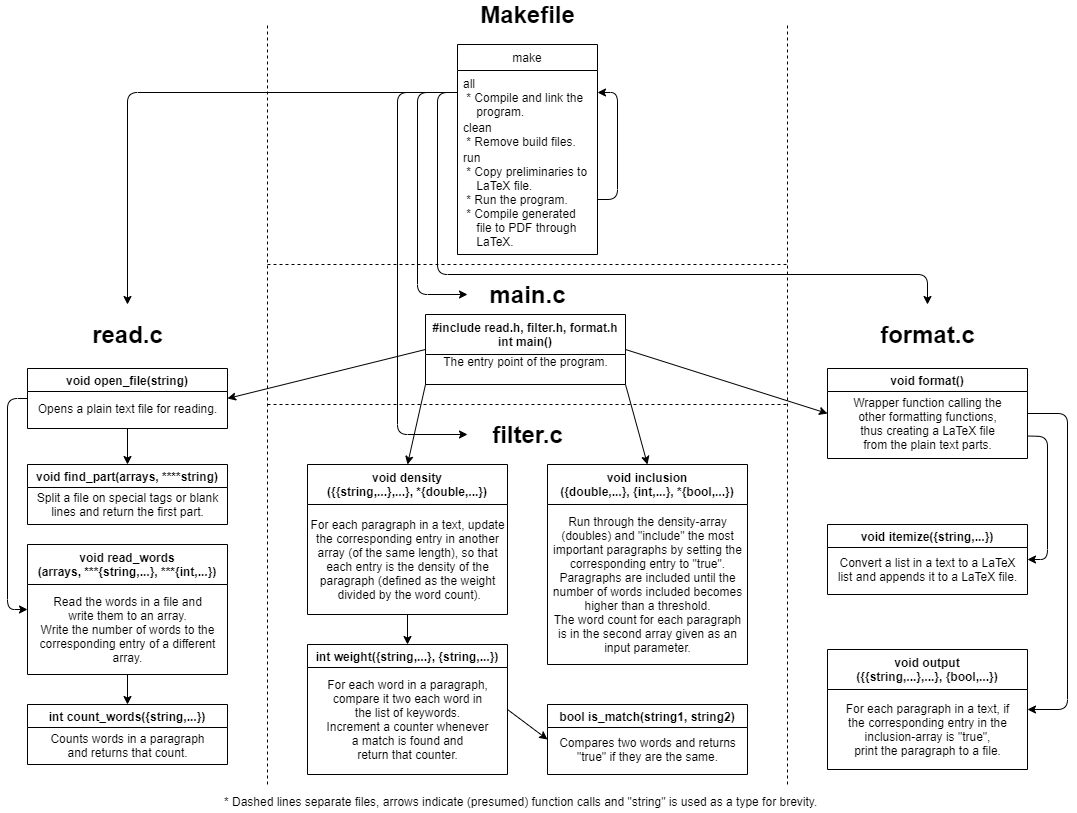 Makefile
make
all
* Compile and link the
program.
clean
* Remove build files.
run
* Copy preliminaries to
LaTeX file.
* Run the program.
* Compile generated
file to PDF through
LaTeX.
main.c
#include read.h, filter.h, format.h
int main()
The entry point of the program.
read.c
void open_file(string)
Opens a plain text file for reading.
void find_part(arrays, ****string)
Split a file on special tags or blank
lines and return the first part.
void read_words
(arrays, ***{string,...}, ***{int,...})
Read the words in a file and
write them to an array.
Write the number of words to the
corresponding entry of a different
array.
int count_words({string,...})
Counts words in a paragraph
and returns that count.
filter.c
void density
({{string,...},...}, *{double,...})
For each paragraph in a text, update
the corresponding entry in another
array (of the same length), so that
each entry is the density of the
paragraph (defined as the weight
divided by the word count).
int weight({string,...}, {string,...})
For each word in a paragraph,
compare it two each word in
the list of keywords.
Increment a counter whenever
a match is found and
return that counter.
void inclusion
({double,...}, {int,...}, *{bool,...})
Run through the density-array
(doubles) and "include" the most
important paragraphs by setting the
corresponding entry to "true".
Paragraphs are included until the
number of words included becomes
higher than a threshold.
The word count for each paragraph
is in the second array given as an
input parameter.
bool is_match(string1, string2)
Compares two words and returns
"true" if they are the same.
format.c
void format()
Wrapper function calling the
other formatting functions,
thus creating a LaTeX file
from the plain text parts.
void itemize({string,...})
Convert a list in a text to a LaTeX
list and appends it to a LaTeX file.
void output
({{string,...},...}, {bool,...})
For each paragraph in a text, if
the corresponding entry in the
inclusion-array is "true",
print the paragraph to a file.
* Dashed lines separate files, arrows indicate (presumed) function calls and "string" is used as a type for brevity.